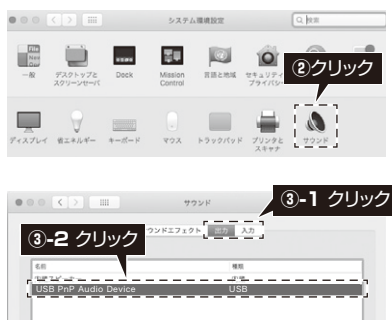 システム環境設定
検索
File
New
一般
デスクトップと
スクリーンセーバ
Dock
Mission
Control
言語と地域
セキュリティ
プライバシー
②クリック
ディスプレイ
省エネルギー
キーボード
マウス
トラックパッド
プリンタと
スキャナ
サウンド
サウンド
③-1 クリック
③-2 クリック
ウンドエフェクト 出力 入力
名前 種類
USB PnP Audio Device USB